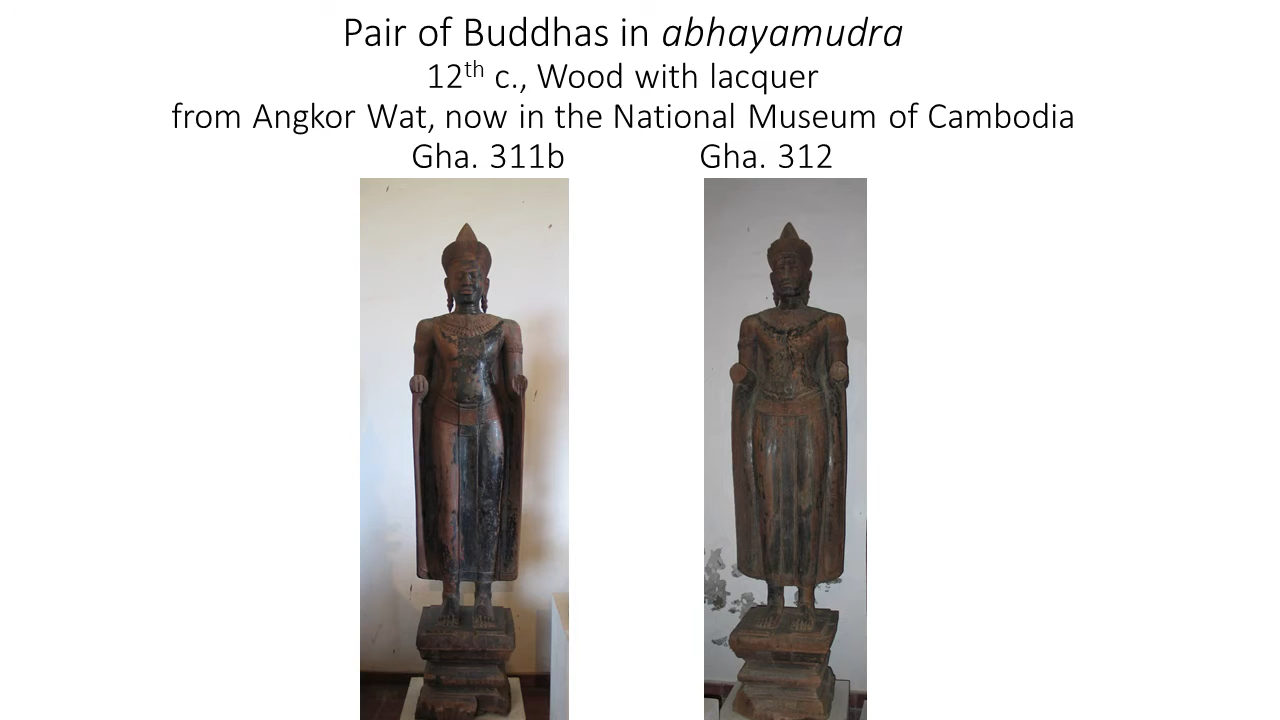 Pair of Buddhas in abhayamudra
12th c., Wood with lacquer
from Angkor Wat, now in the National Museum of Cambodia
Gha. 311b Gha. 312